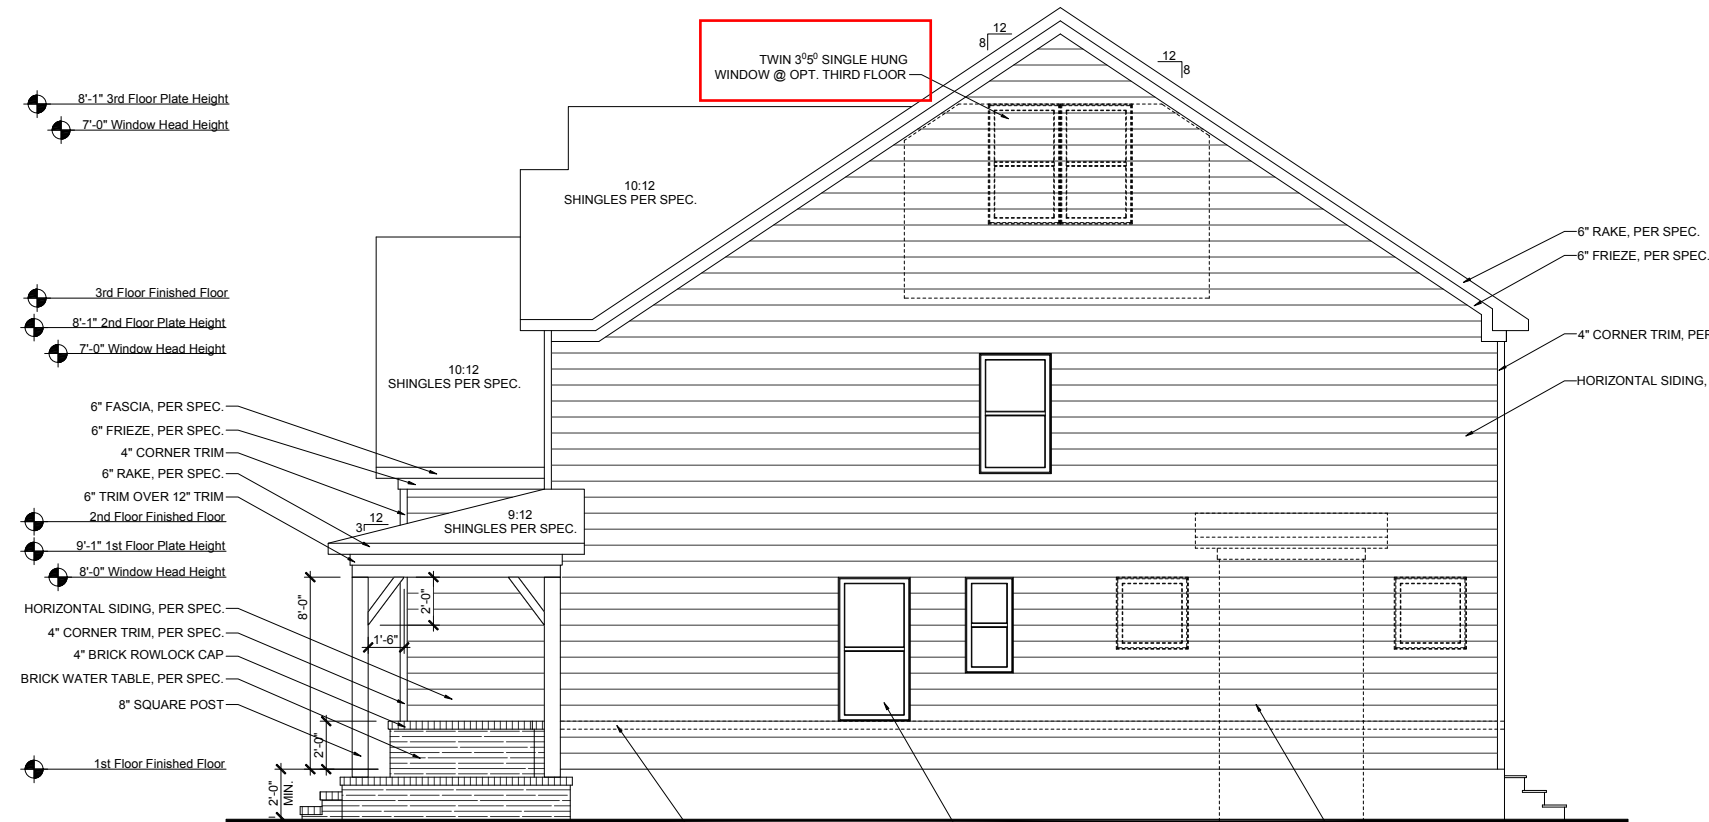 TWIN 3⁰5⁰ SINGLE HUNG
WINDOW @ OPT. THIRD FLOOR
12
8
12
8
8'-1" 3rd Floor Plate Height
7'-0" Window Head Height
10:12
SHINGLES PER SPEC.
6" RAKE, PER SPEC.
6" FRIEZE, PER SPEC.
3rd Floor Finished Floor
8'-1" 2nd Floor Plate Height
7'-0" Window Head Height
4" CORNER TRIM, PER
10:12
SHINGLES PER SPEC.
HORIZONTAL SIDING,
6" FASCIA, PER SPEC.
6" FRIEZE, PER SPEC.
4" CORNER TRIM
6" RAKE, PER SPEC.
6" TRIM OVER 12" TRIM
2nd Floor Finished Floor
12
3
9:12
SHINGLES PER SPEC.
9'-1" 1st Floor Plate Height
8'-0" Window Head Height
8'-0"
2'-0"
1'-6"
HORIZONTAL SIDING, PER SPEC.
4" CORNER TRIM, PER SPEC.
4" BRICK ROWLOCK CAP
BRICK WATER TABLE, PER SPEC.
8" SQUARE POST
2'-0"
1st Floor Finished Floor
2'-0"
MIN.